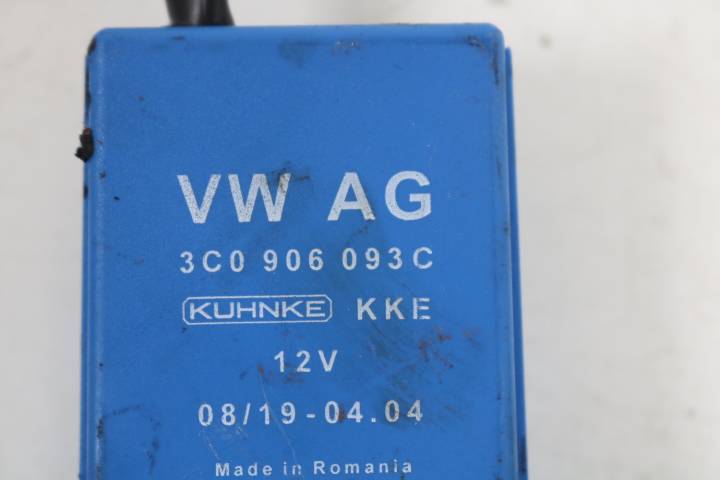 VW AG
3C0 906 093C
KUHNKE KKE
12V
08/19-04.04
Made in Romania